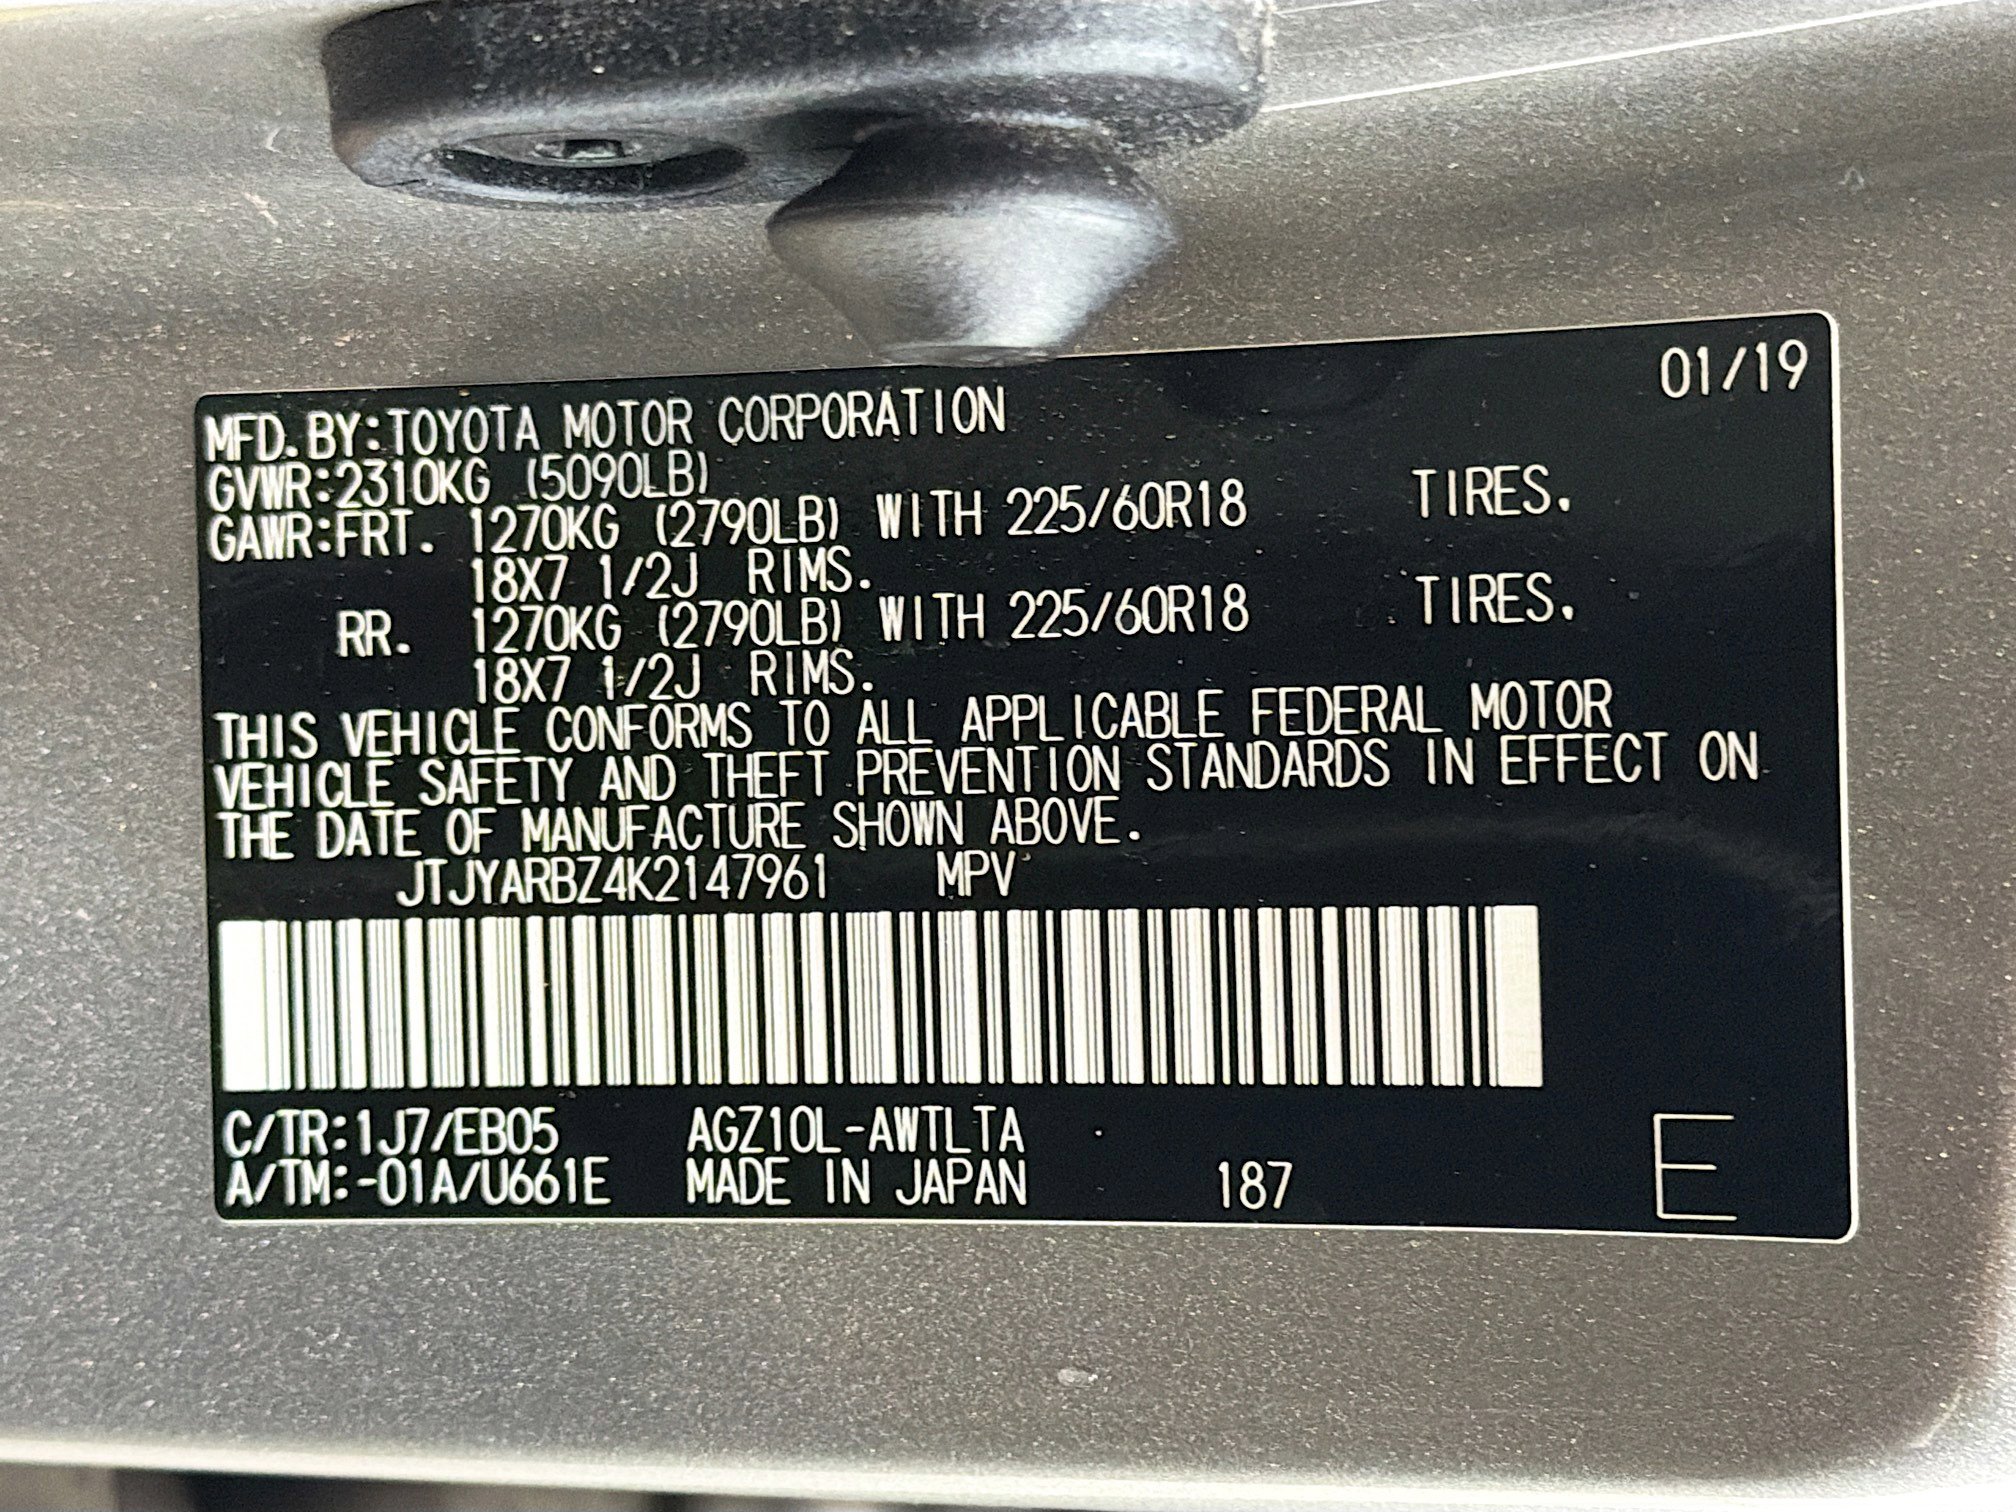 01/19
MFD.BY:TOYOTA MOTOR CORPORATION
GVWR:2310KG (5090LB)
GAWR:FRT. 1270KG (2790LB) WITH 225/60R18 TIRES.
18X7 1/2J RIMS.
RR. 1270KG (2790LB) WITH 225/60R18 TIRES.
18X7 1/2J RIMS.
THIS VEHICLE CONFORMS TO ALL APPLICABLE FEDERAL MOTOR
VEHICLE SAFETY AND THEFT PREVENTION STANDARDS IN EFFECT ON
THE DATE OF MANUFACTURE SHOWN ABOVE.
JTJYARBZ4K2147961 MPV
C/TR:1J7/EB05 AGZ10L-AWTLTA
A/TM:-01A/U661E MADE IN JAPAN 187 E